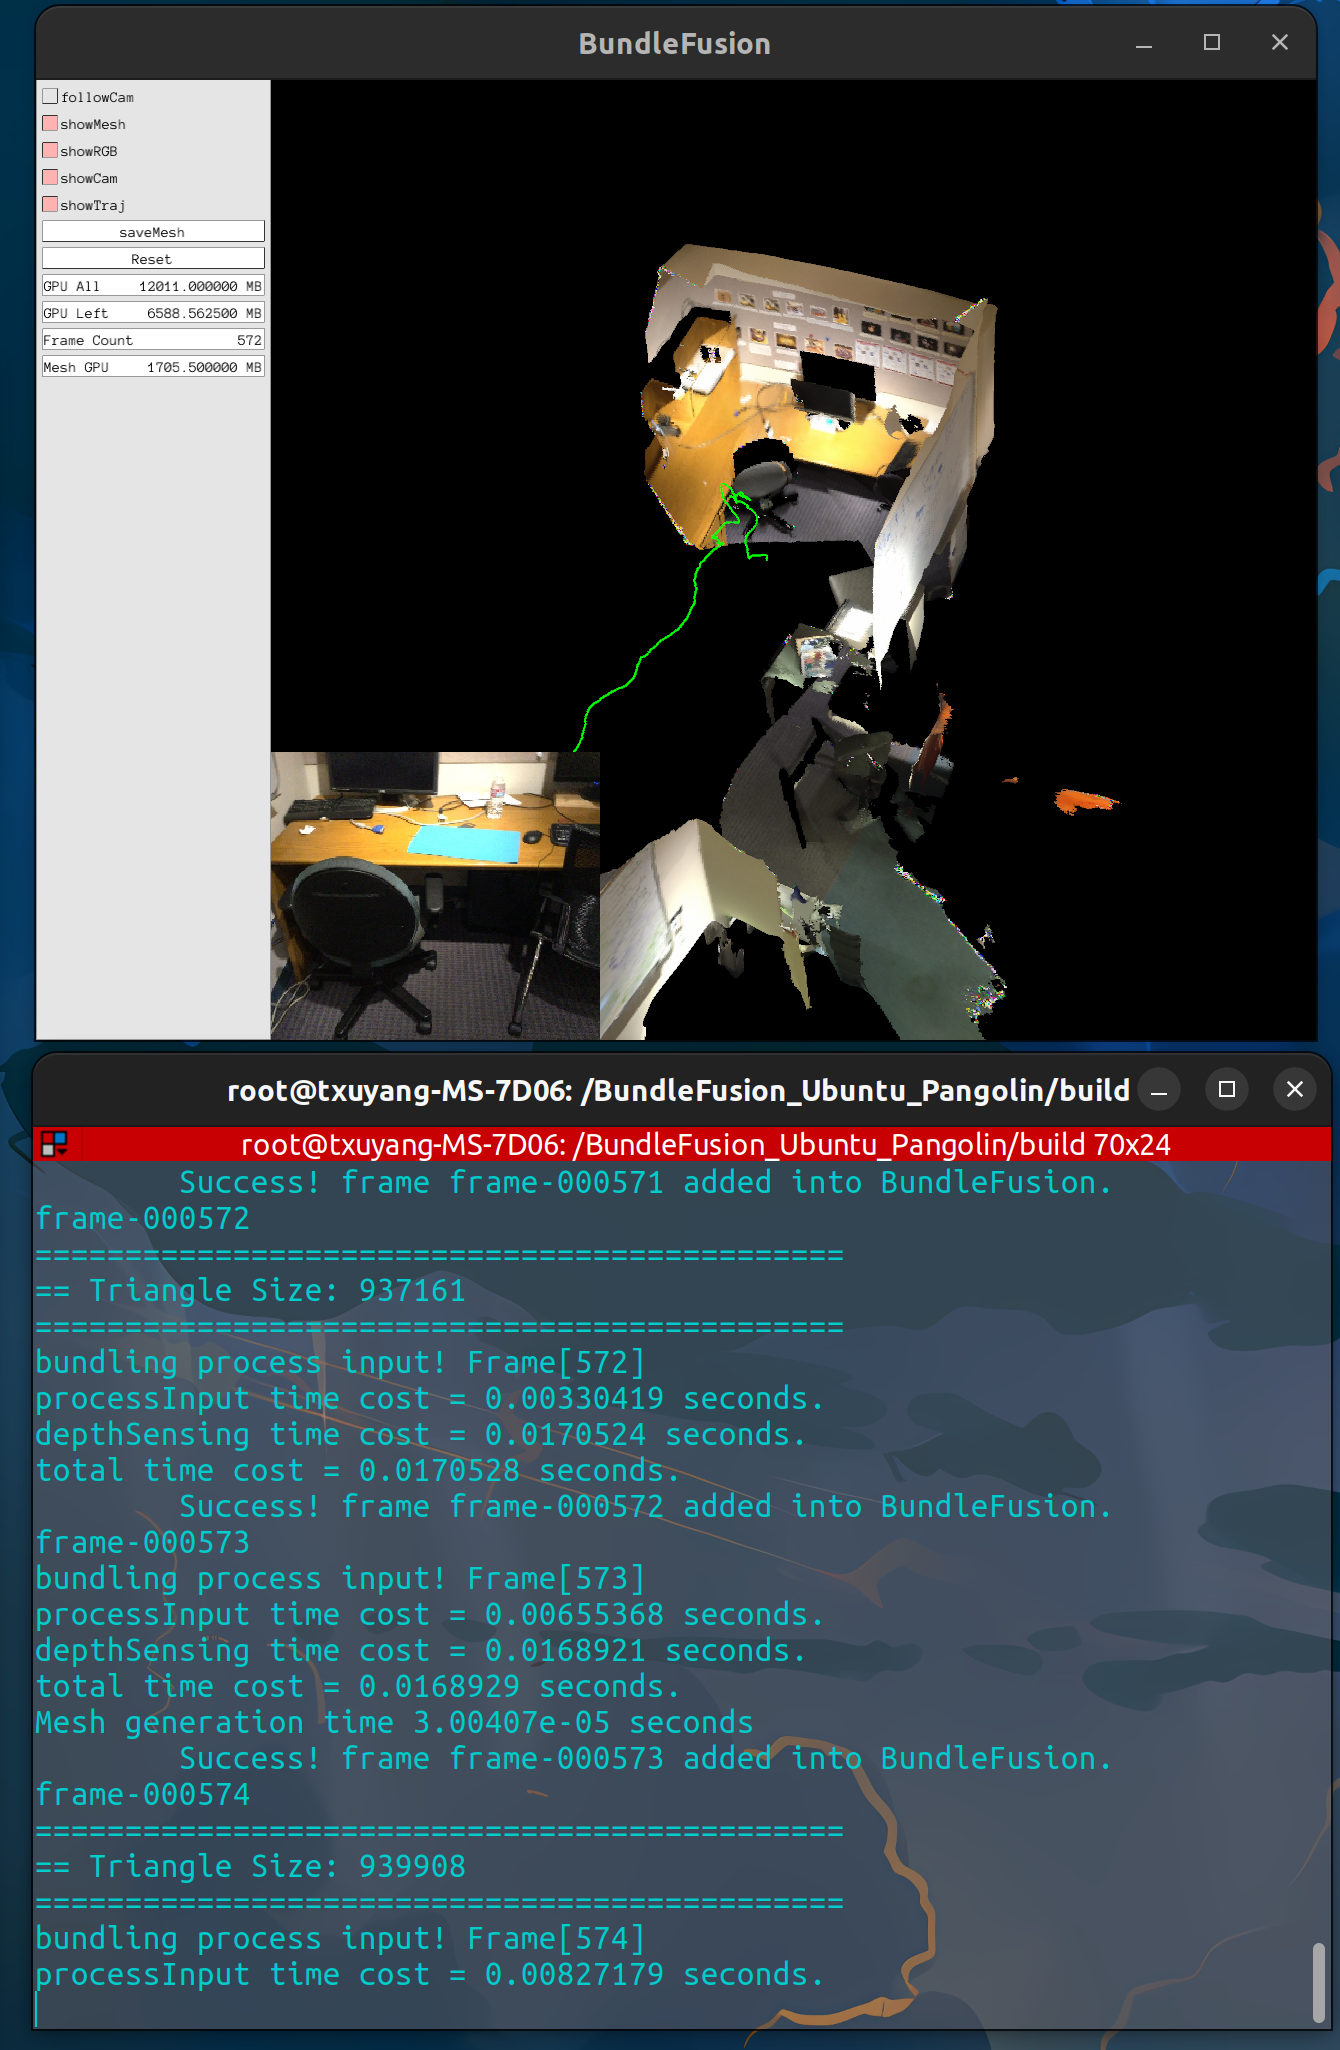 BundleFusion
followCam
showMesh
showRGB
showCam
showTraj
saveMesh
Reset
GPU All 12011.000000 MB
GPU Left 6588.562500 MB
Frame Count 572
Mesh GPU 1705.500000 MB
root@txuyang-MS-7D06: /BundleFusion_Ubuntu_Pangolin/build
root@txuyang-MS-7D06: /BundleFusion_Ubuntu_Pangolin/build 70x24
Success! frame frame-000571 added into BundleFusion.
frame-000572
=============================================
== Triangle Size: 937161
=============================================
bundling process input! Frame[572]
processInput time cost = 0.00330419 seconds.
depthSensing time cost = 0.0170524 seconds.
total time cost = 0.0170528 seconds.
Success! frame frame-000572 added into BundleFusion.
frame-000573
bundling process input! Frame[573]
processInput time cost = 0.00655368 seconds.
depthSensing time cost = 0.0168921 seconds.
total time cost = 0.0168929 seconds.
Mesh generation time 3.00407e-05 seconds
Success! frame frame-000573 added into BundleFusion.
frame-000574
=============================================
== Triangle Size: 939908
=============================================
bundling process input! Frame[574]
processInput time cost = 0.00827179 seconds.